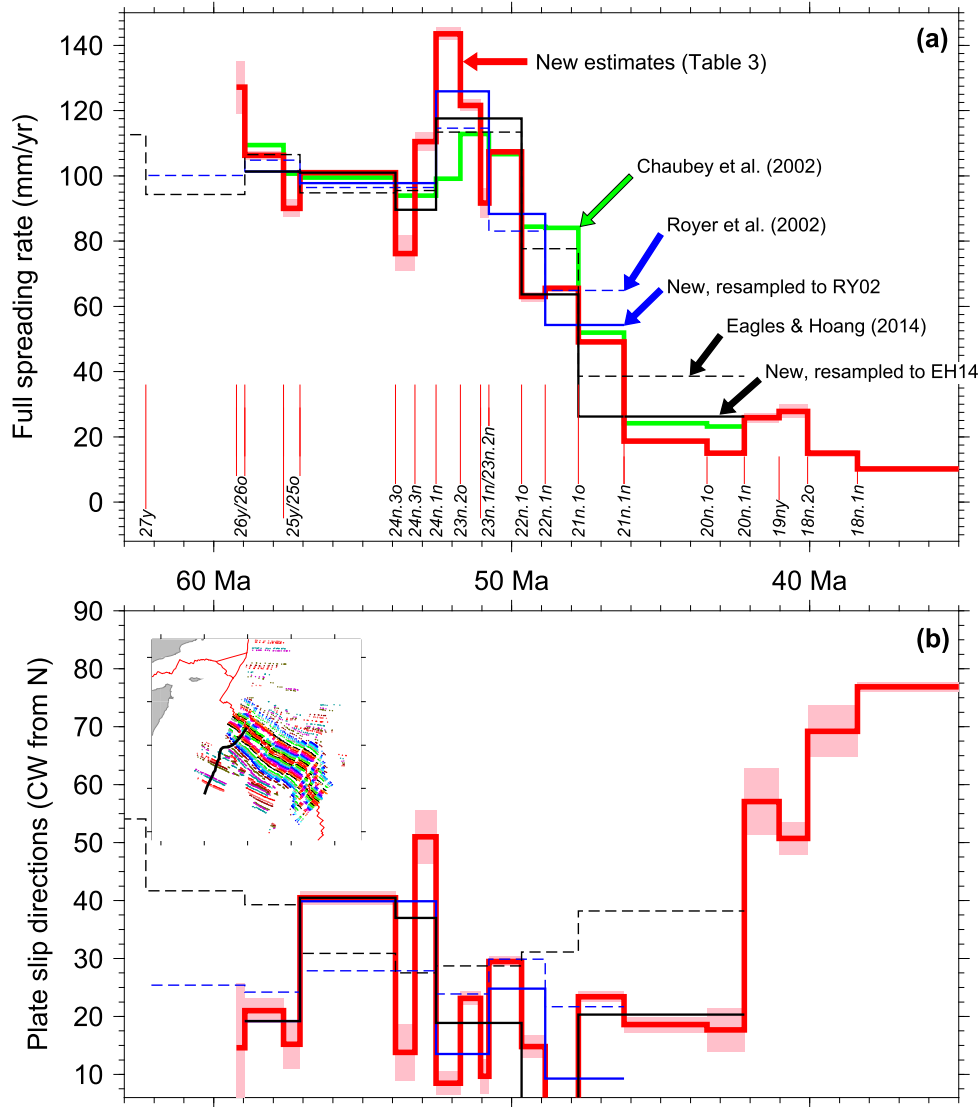 (a)
140
120
100
80
60
40
20
0
Full spreading rate (mm/yr)
New estimates (Table 3)
Chaubey et al. (2002)
Royer et al. (2002)
New, resampled to RY02
Eagles & Hoang (2014)
New, resampled to EH14
27y
26y/26o
25y/25o
24n.3o
24n.3n
24n.1n
23n.2o
23n.1n/23n.2n
22n.1o
22n.1n
21n.1o
21n.1n
20n.1o
20n.1n
19ny
18n.2o
18n.1n
60 Ma
50 Ma
40 Ma
(b)
90
80
70
60
50
40
30
20
10
Plate slip directions (CW from N)